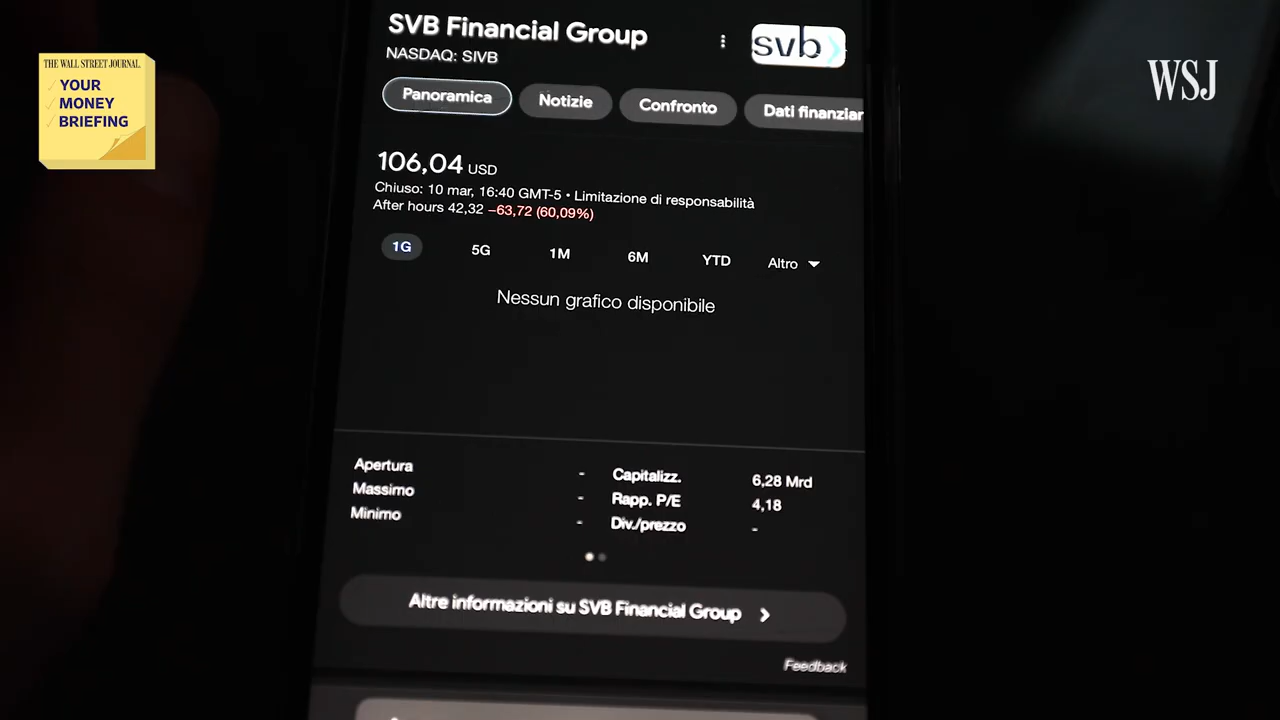 THE WALL STREET JOURNAL
YOUR
MONEY
BRIEFING
WSJ
SVB Financial Group
NASDAQ: SIVB
svb
Panoramica
Notizie
Confronto
Dati finanziar
106,04 USD
Chiuso: 10 mar, 16:40 GMT-5 • Limitazione di responsabilità
After hours 42,32 −63,72 (60,09%)
1G 5G 1M 6M YTD Altro
Nessun grafico disponibile
Apertura - Capitalizz. 6,28 Mrd
Massimo - Rapp. P/E 4,18
Minimo - Div./prezzo -
Altre informazioni su SVB Financial Group
Feedback